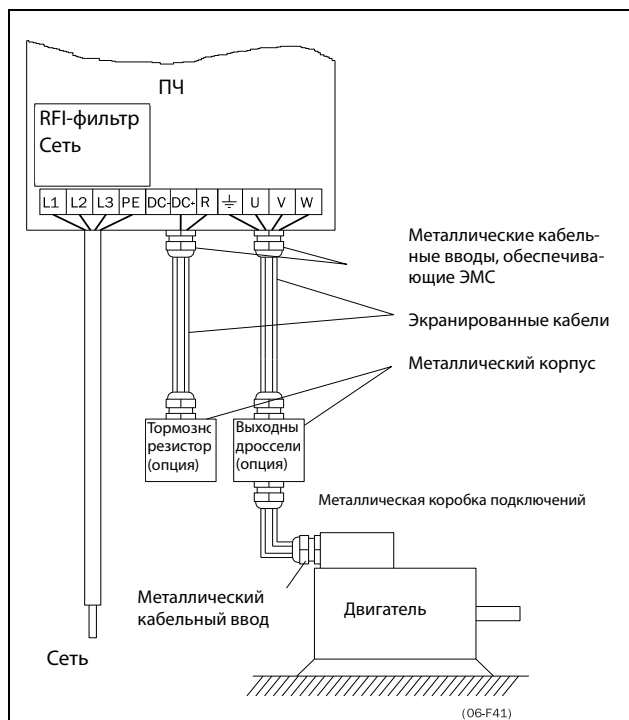 ПЧ
RFI-фильтр
Сеть
L1 L2 L3 PE DC- DC+ R U V W
Металлические кабель-
ные вводы, обеспечива-
ющие ЭМС
Экранированные кабели
Металлический корпус
Тормозно
резистор
(опция)
Выходны
дроссели
(опция)
Металлическая коробка подключений
Металлический
кабельный ввод
Двигатель
Сеть
(06-F41)